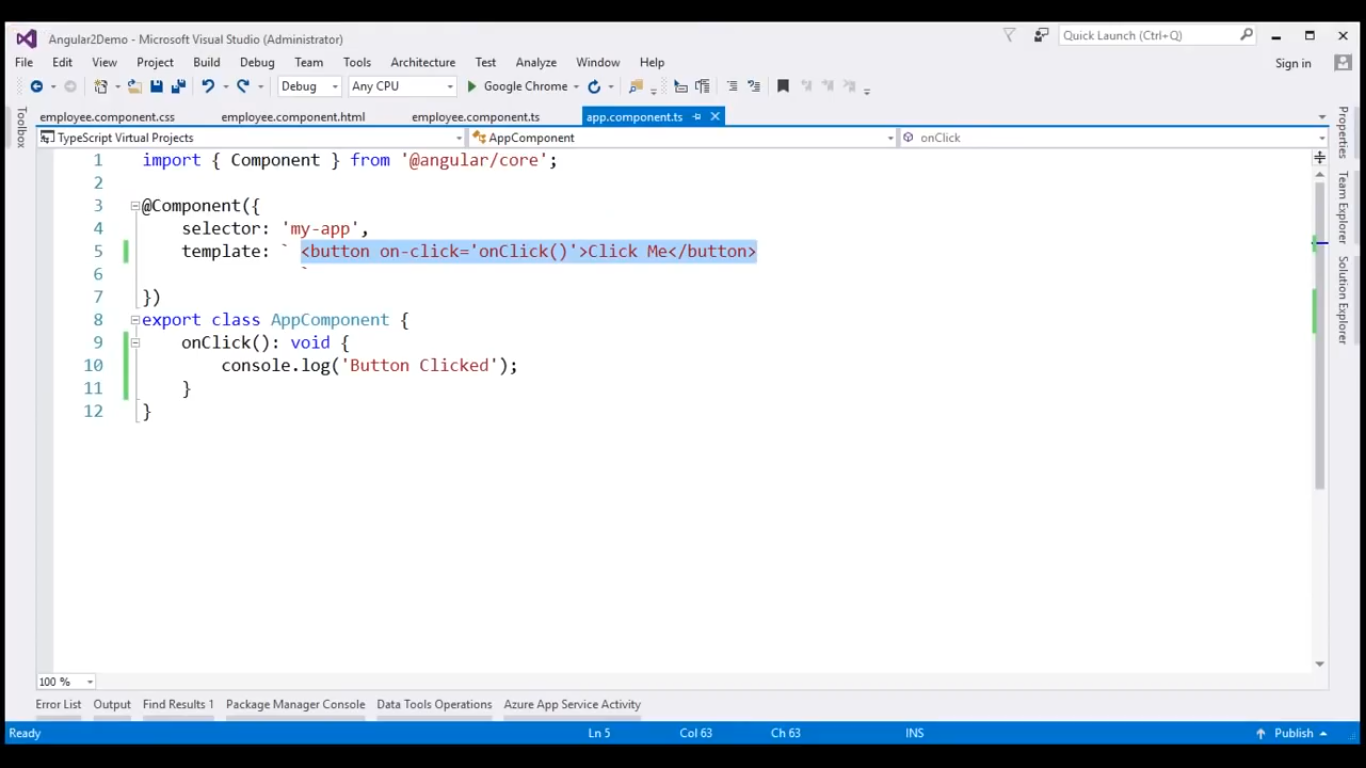 Angular2Demo - Microsoft Visual Studio (Administrator)
Quick Launch (Ctrl+Q)
File Edit View Project Build Debug Team Tools Architecture Test Analyze Window Help
Sign in
Debug Any CPU Google Chrome
employee.component.css employee.component.html employee.component.ts app.component.ts
TypeScript Virtual Projects AppComponent onClick
1 import { Component } from '@angular/core';
2
3 @Component({
4 selector: 'my-app',
5 template: ` <button on-click='onClick()'>Click Me</button>
6 `
7 })
8 export class AppComponent {
9 onClick(): void {
10 console.log('Button Clicked');
11 }
12 }
Toolbox
Properties
Team Explorer
Solution Explorer
100 %
Error List Output Find Results 1 Package Manager Console Data Tools Operations Azure App Service Activity
Ready Ln 5 Col 63 Ch 63 INS Publish